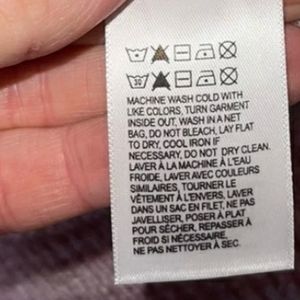 30
MACHINE WASH COLD WITH
LIKE COLORS, TURN GARMENT
INSIDE OUT, WASH IN A NET
BAG, DO NOT BLEACH, LAY FLAT
TO DRY, COOL IRON IF
NECESSARY, DO NOT DRY CLEAN.
LAVER À LA MACHINE À L'EAU
FROIDE, LAVER AVEC COULEURS
SIMILAIRES, TOURNER LE
VÊTEMENT À L'ENVERS, LAVER
DANS UN SAC EN FILET, NE PAS
JAVELLISER, POSER À PLAT
POUR SÉCHER, REPASSER À
FROID SI NÉCESSAIRE.
NE PAS NETTOYER À SEC.